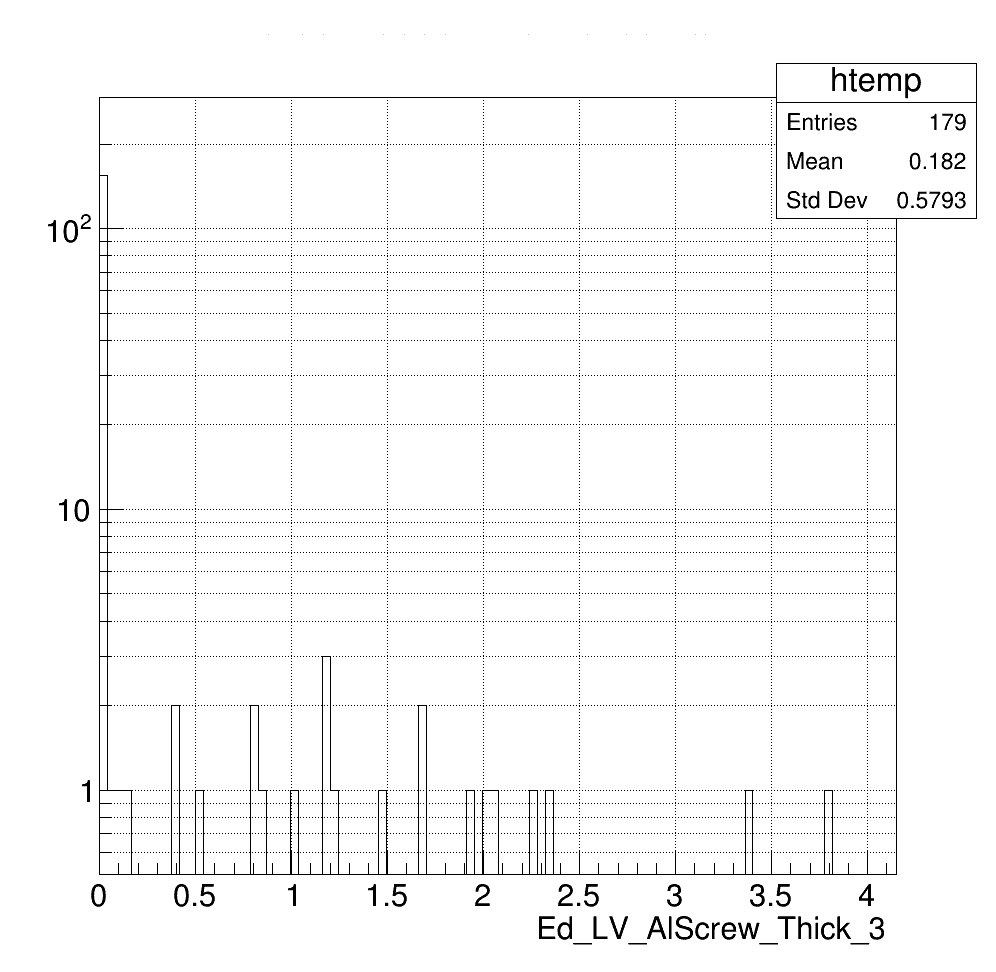 htemp
Entries 179
Mean 0.182
Std Dev 0.5793
10²
10
1
0 0.5 1 1.5 2 2.5 3 3.5 4
Ed_LV_AlScrew_Thick_3